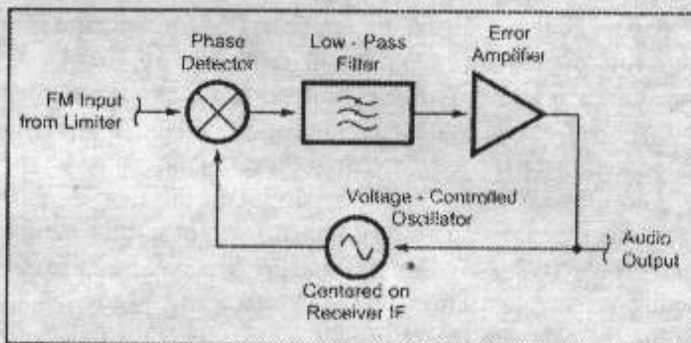 Phase
Detector
Low - Pass
Filter
Error
Amplifier
FM Input
from Limiter
Voltage - Controlled
Oscillator
Audio
Output
Centered on
Receiver IF